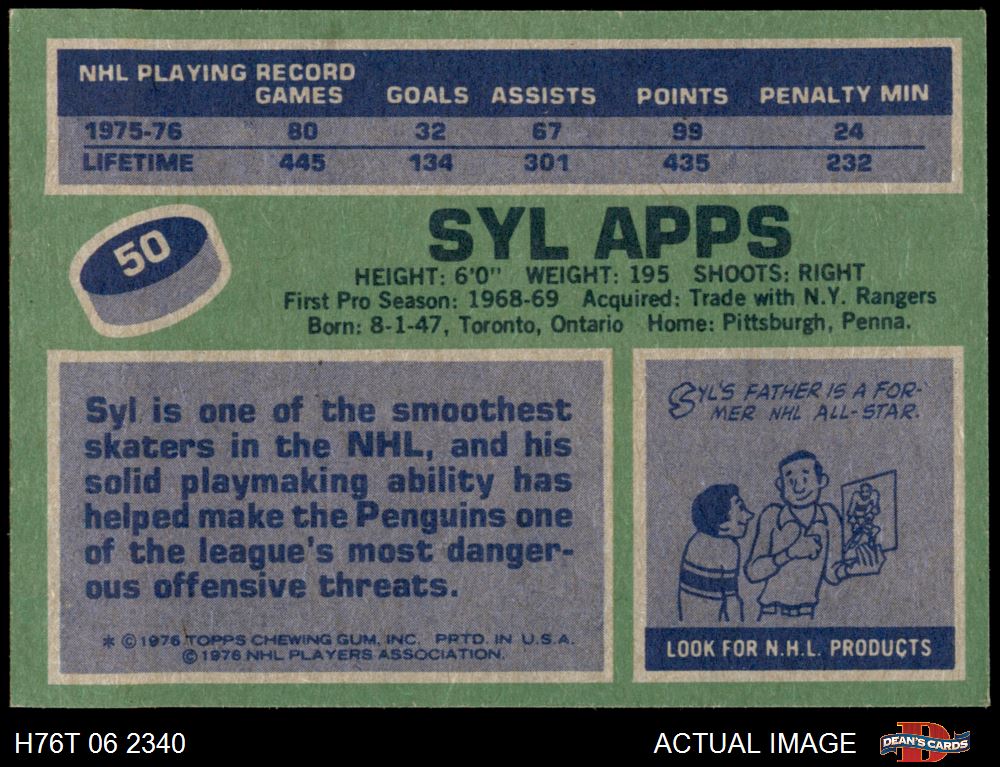 NHL PLAYING RECORD
GAMES GOALS ASSISTS POINTS PENALTY MIN
1975-76 80 32 67 99 24
LIFETIME 445 134 301 435 232
50
SYL APPS
HEIGHT: 6'0" WEIGHT: 195 SHOOTS: RIGHT
First Pro Season: 1968-69 Acquired: Trade with N.Y. Rangers
Born: 8-1-47, Toronto, Ontario Home: Pittsburgh, Penna.
Syl is one of the smoothest
skaters in the NHL, and his
solid playmaking ability has
helped make the Penguins one
of the league's most danger-
ous offensive threats.
* © 1976 TOPPS CHEWING GUM, INC. PRTD. IN U.S.A.
© 1976 NHL PLAYERS ASSOCIATION.
SYL'S FATHER IS A FOR-
MER NHL ALL-STAR.
LOOK FOR N.H.L. PRODUCTS
H76T 06 2340 ACTUAL IMAGE DEAN'S CARDS